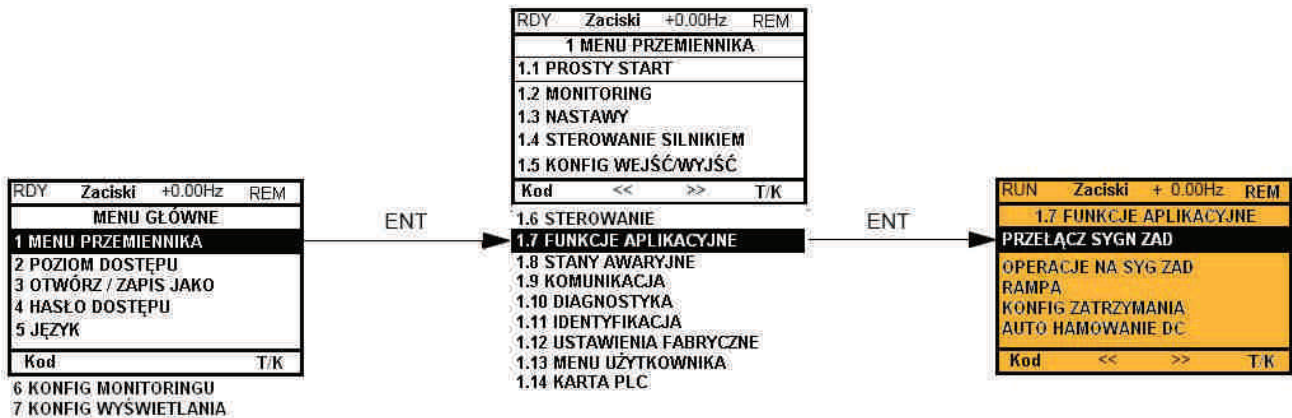 RDY Zaciski +0.00Hz REM
MENU GŁÓWNE
1 MENU PRZEMIENNIKA
2 POZIOM DOSTĘPU
3 OTWÓRZ / ZAPIS JAKO
4 HASŁO DOSTĘPU
5 JĘZYK
Kod T/K
6 KONFIG MONITORINGU
7 KONFIG WYŚWIETLANIA
ENT
RDY Zaciski +0.00Hz REM
1 MENU PRZEMIENNIKA
1.1 PROSTY START
1.2 MONITORING
1.3 NASTAWY
1.4 STEROWANIE SILNIKIEM
1.5 KONFIG WEJŚĆ/WYJŚĆ
Kod << >> T/K
1.6 STEROWANIE
1.7 FUNKCJE APLIKACYJNE
1.8 STANY AWARYJNE
1.9 KOMUNIKACJA
1.10 DIAGNOSTYKA
1.11 IDENTYFIKACJA
1.12 USTAWIENIA FABRYCZNE
1.13 MENU UŻYTKOWNIKA
1.14 KARTA PLC
ENT
RUN Zaciski + 0.00Hz REM
1.7 FUNKCJE APLIKACYJNE
PRZEŁĄCZ SYGN ZAD
OPERACJE NA SYG ZAD
RAMPA
KONFIG ZATRZYMANIA
AUTO HAMOWANIE DC
Kod << >> T/K